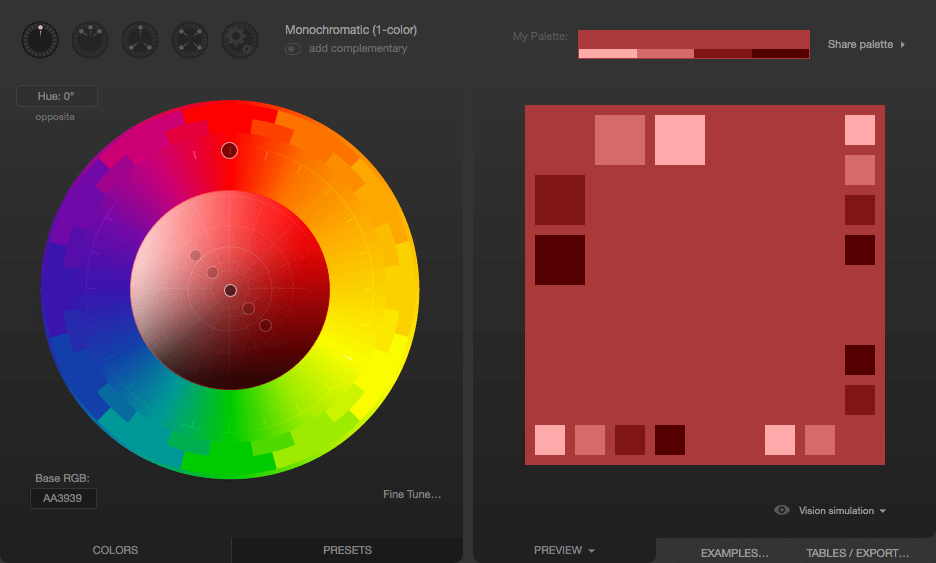 Monochromatic (1-color)
add complementary
My Palette:
Share palette
Hue: 0°
opposite
Base RGB:
AA3939
Fine Tune...
Vision simulation
COLORS
PRESETS
PREVIEW
EXAMPLES...
TABLES / EXPORT...